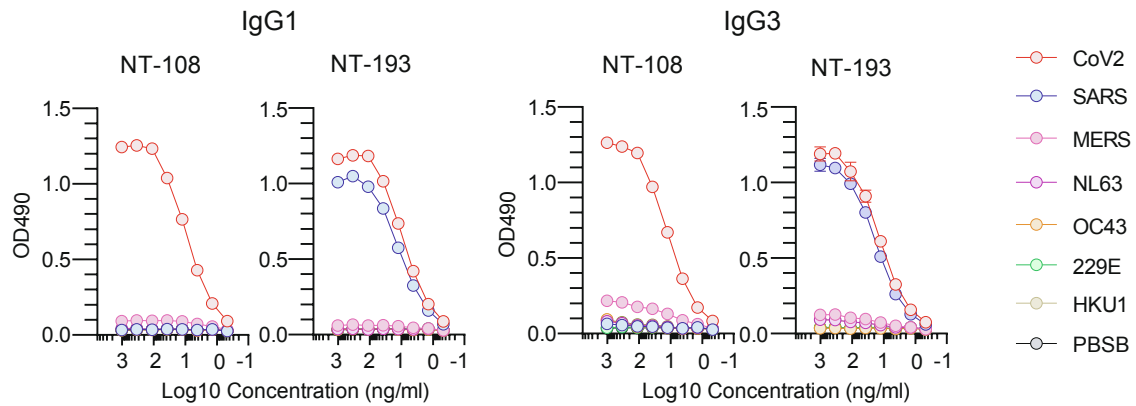 IgG1
IgG3
NT-108
NT-193
NT-108
NT-193
CoV2
SARS
MERS
NL63
OC43
229E
HKU1
PBSB
OD490
1.5
1.0
0.5
0.0
3 2 1 0 -1
1.5
1.0
0.5
0.0
3 2 1 0 -1
Log10 Concentration (ng/ml)
OD490
1.5
1.0
0.5
0.0
3 2 1 0 -1
1.5
1.0
0.5
0.0
3 2 1 0 -1
Log10 Concentration (ng/ml)